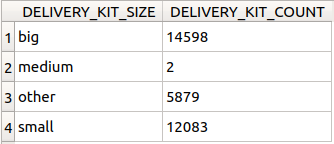 DELIVERY_KIT_SIZE DELIVERY_KIT_COUNT
1 big 14598
2 medium 2
3 other 5879
4 small 12083